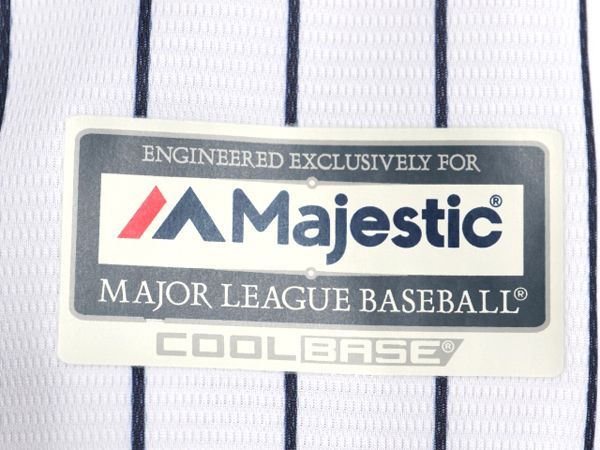 ENGINEERED EXCLUSIVELY FOR
Majestic®
MAJOR LEAGUE BASEBALL®
COOLBASE®